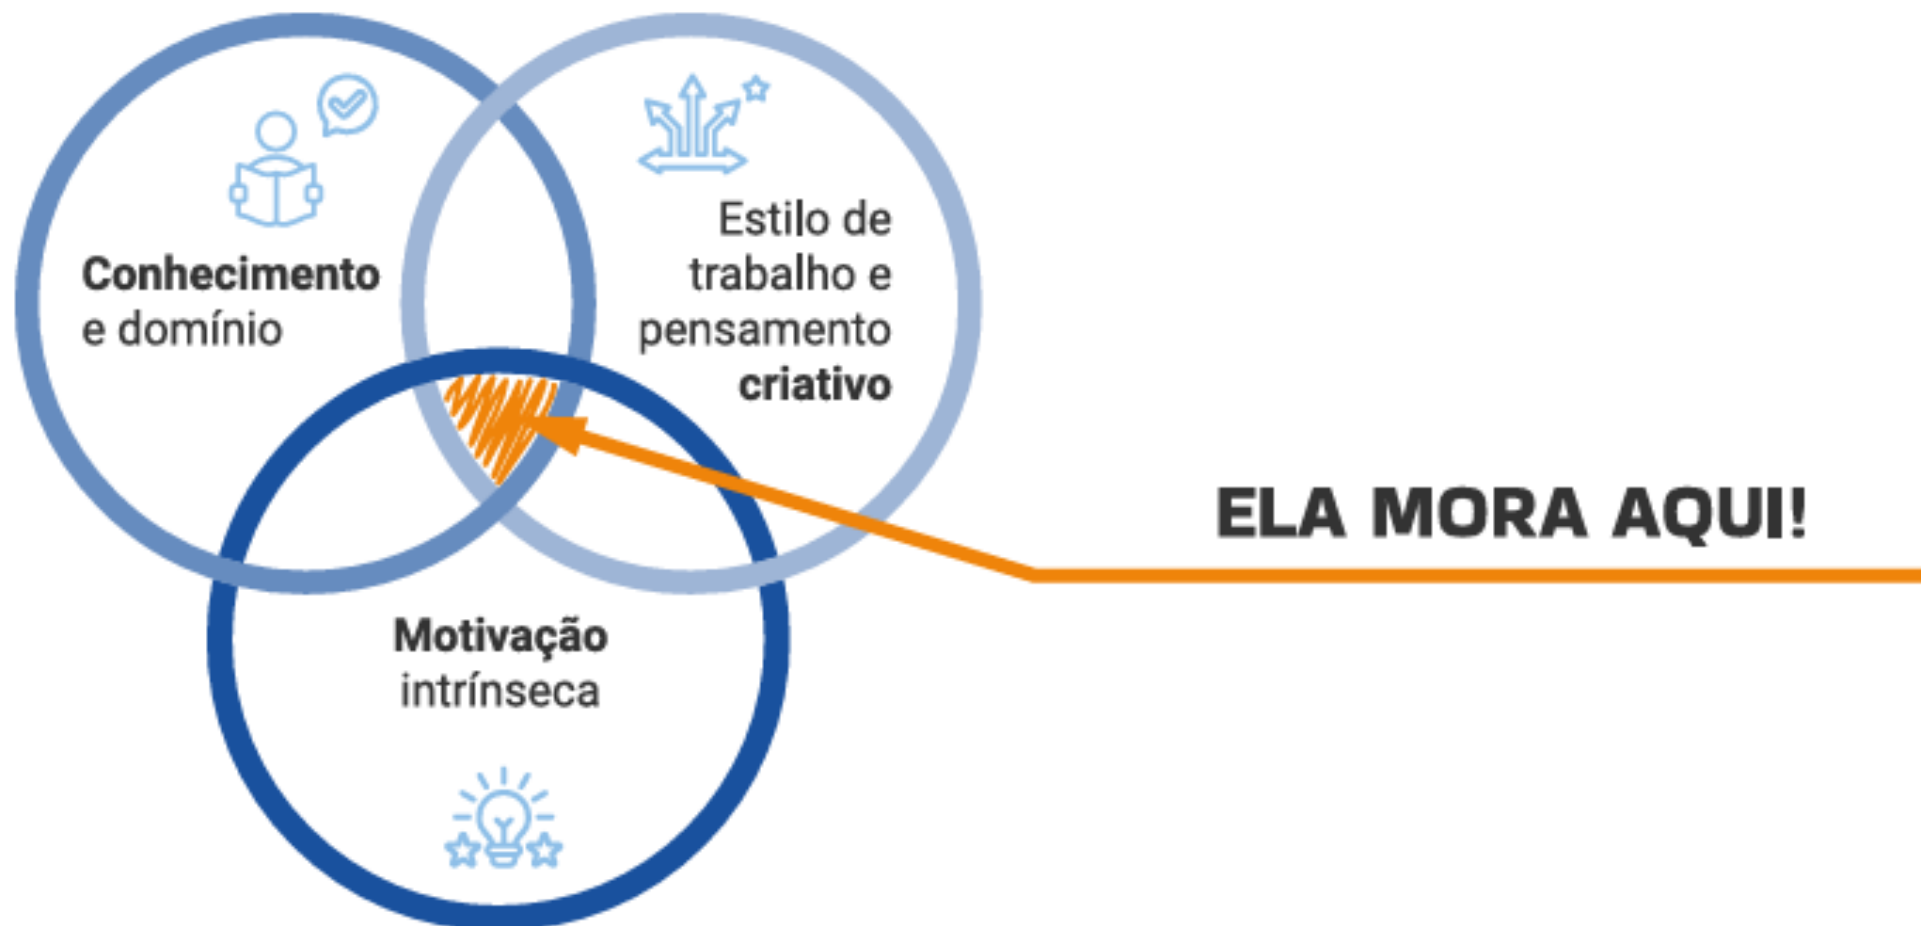 Conhecimento
e domínio
Estilo de
trabalho e
pensamento
criativo
ELA MORA AQUI!
Motivação
intrínseca